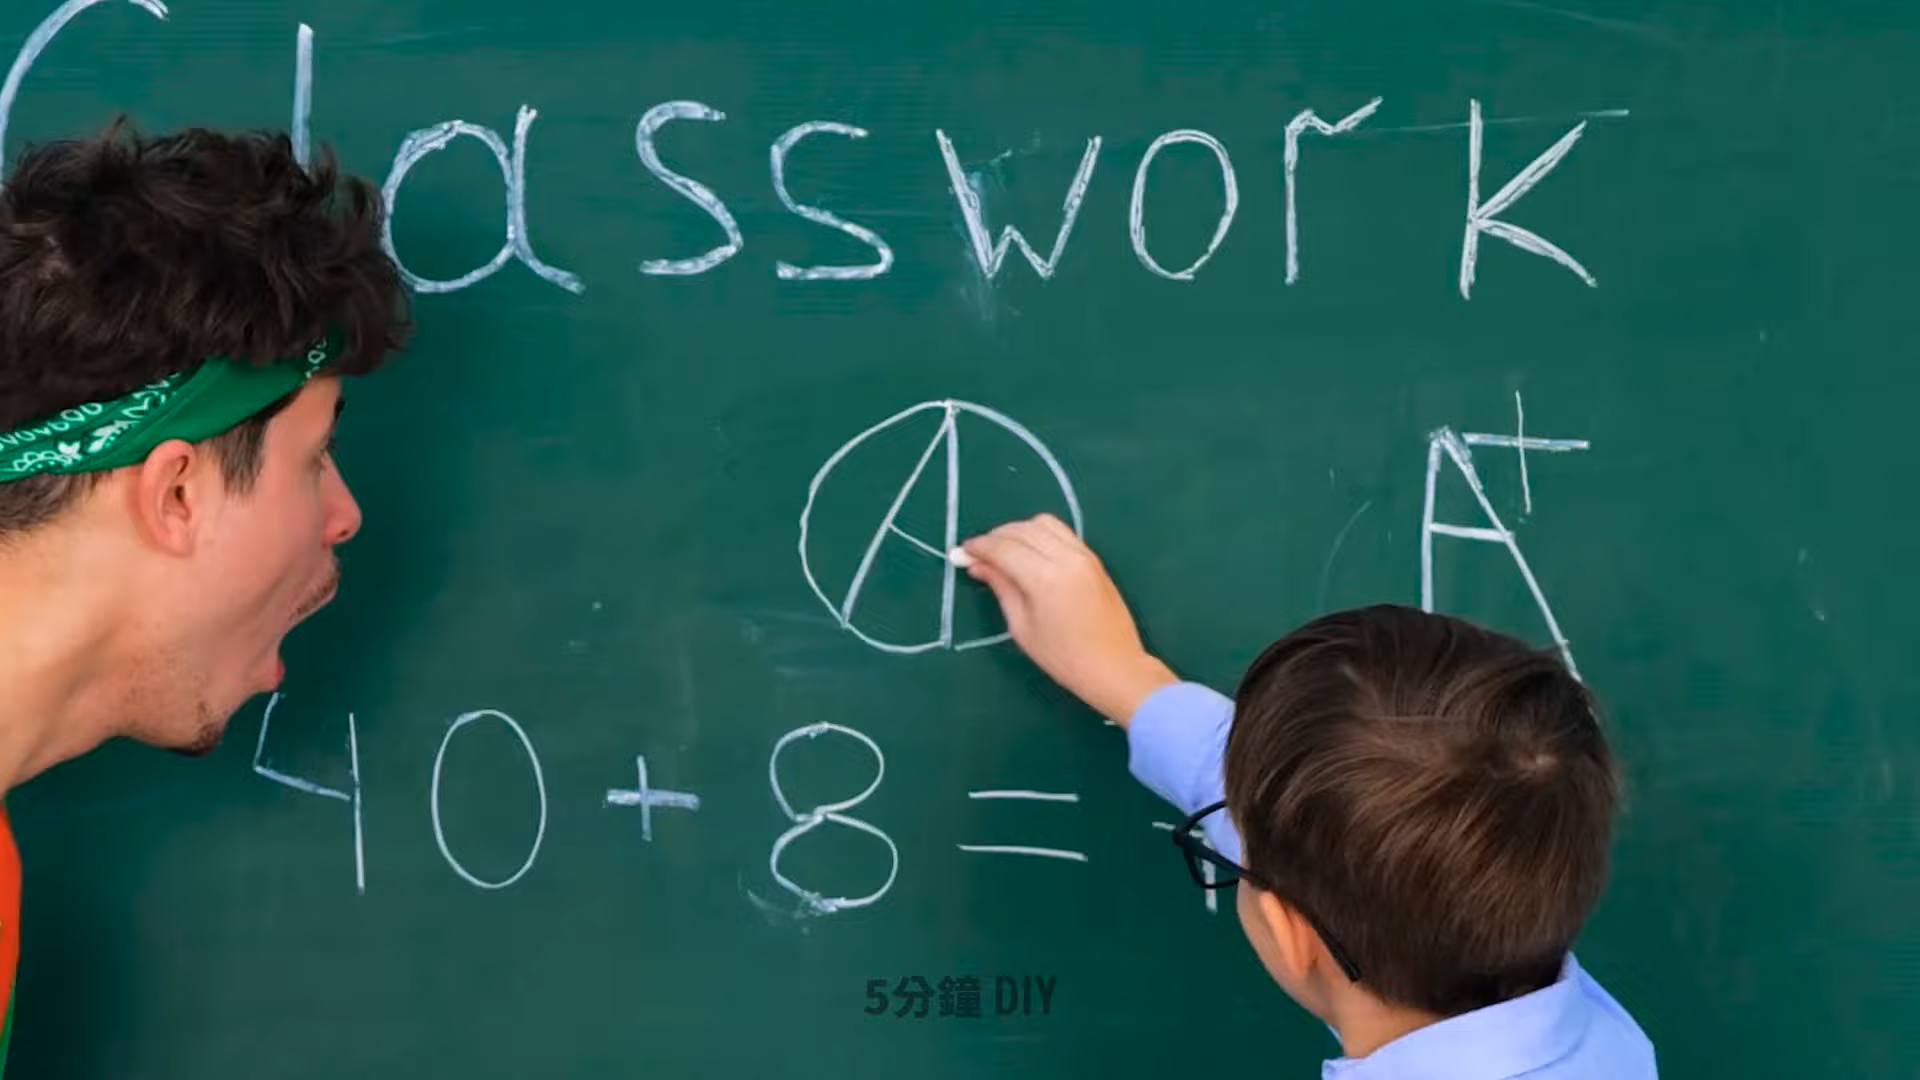 Classwork
A
A+
40+8=
5分鐘 DIY